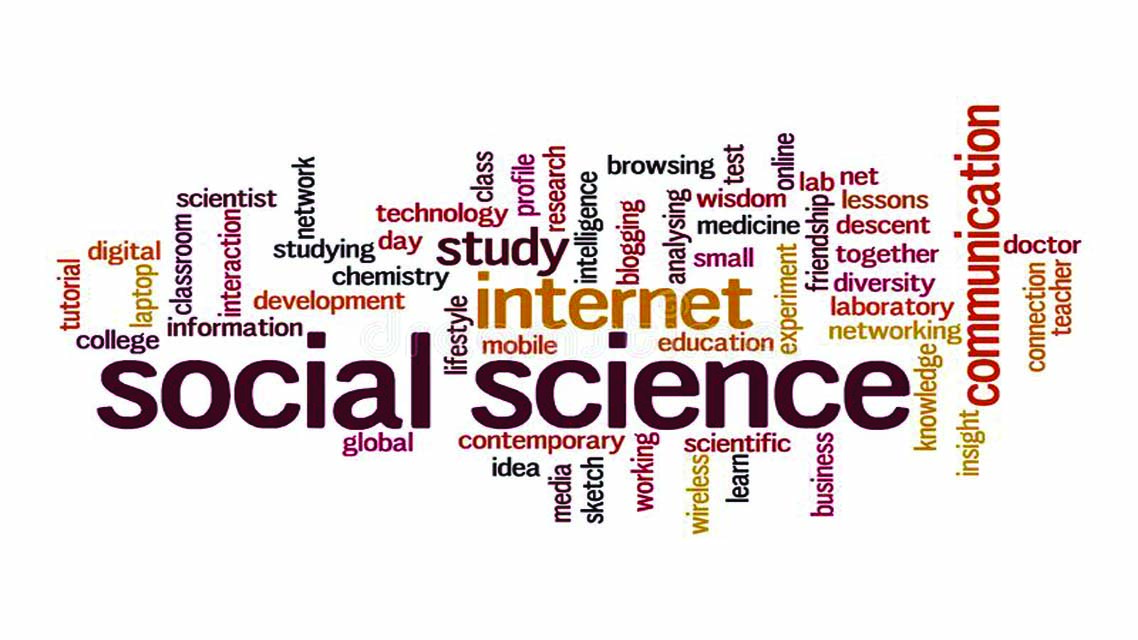 communication
browsing
test
online
class
profile
research
network
scientist
lab
net
technology
intelligence
blogging
analysing
wisdom
lessons
medicine
friendship
descent
classroom
interaction
studying
day
study
small
together
doctor
digital
tutorial
laptop
chemistry
internet
experiment
diversity
connection
teacher
development
laboratory
information
lifestyle
networking
college
mobile
education
knowledge
social science
insight
global
contemporary
working
scientific
business
idea
media
sketch
wireless
learn